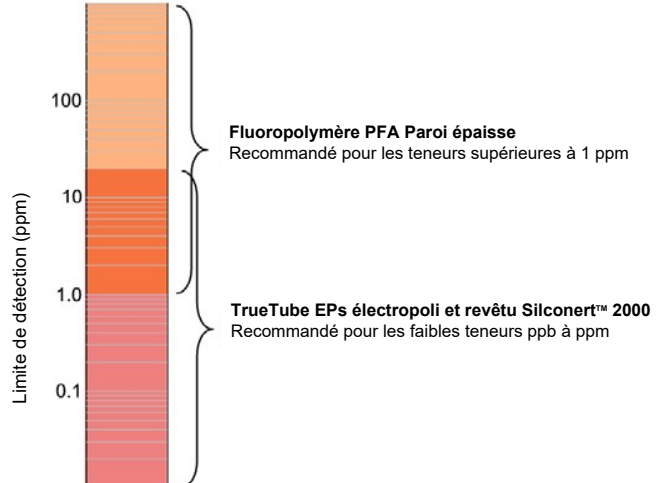 100
Fluoropolymère PFA Paroi épaisse
Recommandé pour les teneurs supérieures à 1 ppm
10
Limite de détection (ppm)
1.0
TrueTube EPs électropoli et revêtu Silconert™ 2000
Recommandé pour les faibles teneurs ppb à ppm
0.1